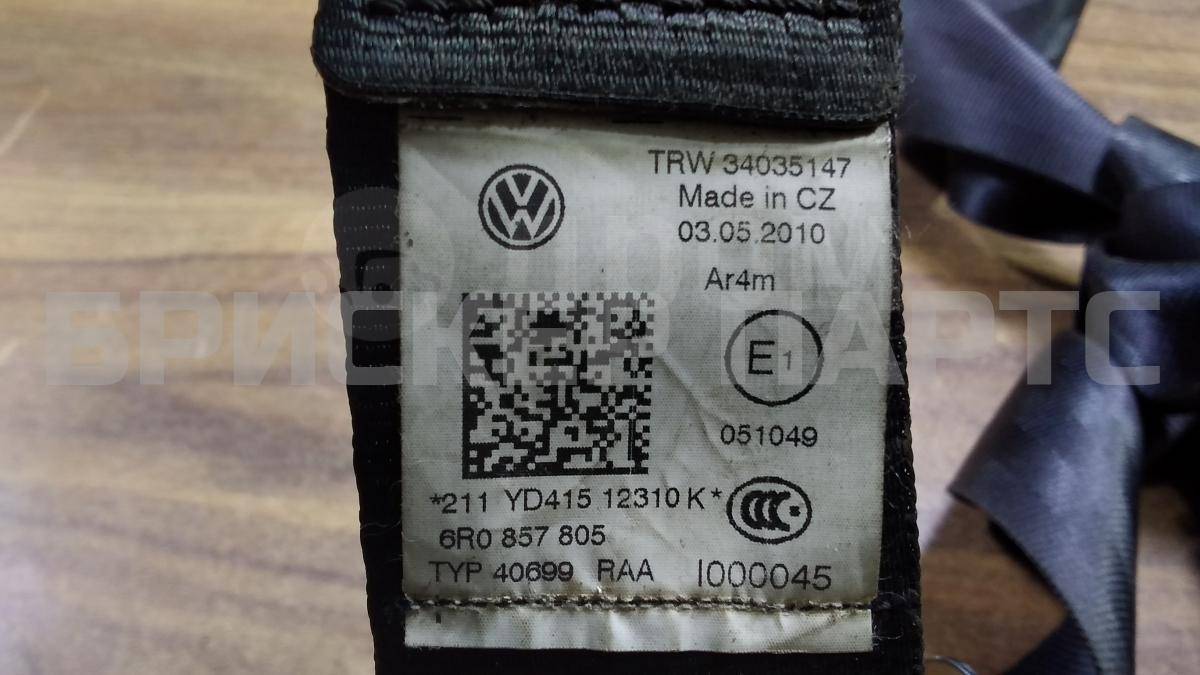 TRW 34035147
Made in CZ
03.05.2010
Ar4m
E1
051049
*211 YD415 12310 K*
6R0 857 805
TYP 40699 RAA I000045
БРИСКЕР ПАРТС